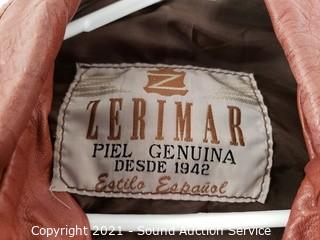 Z
ZERIMAR
PIEL GENUINA
DESDE 1942
Estilo Español
Copyright 2021 - Sound Auction Service